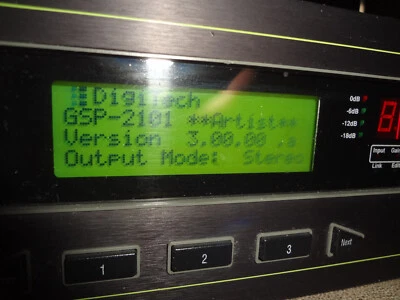 DigiTech
GSP-2101 **Artist**
Version 3.00.00
Output Mode: Stereo
0dB
-6dB
-12dB
-18dB
Input
Link
1
2
3
Next